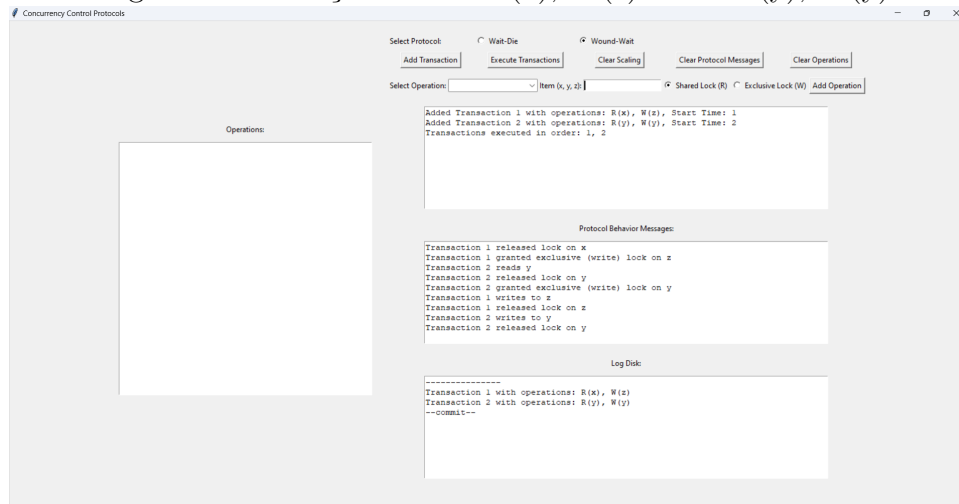 Concurrency Control Protocols
Select Protocol: Wait-Die Wound-Wait
Add Transaction Execute Transactions Clear Scaling Clear Protocol Messages Clear Operations
Select Operation: Item (x, y, z): Shared Lock (R) Exclusive Lock (W) Add Operation
Operations:
Added Transaction 1 with operations: R(x), W(z), Start Time: 1
Added Transaction 2 with operations: R(y), W(y), Start Time: 2
Transactions executed in order: 1, 2
Protocol Behavior Messages:
Transaction 1 released lock on x
Transaction 1 granted exclusive (write) lock on z
Transaction 2 reads y
Transaction 2 released lock on y
Transaction 2 granted exclusive (write) lock on y
Transaction 1 writes to z
Transaction 1 released lock on z
Transaction 2 writes to y
Transaction 2 released lock on y
Log Disk:
---------------
Transaction 1 with operations: R(x), W(z)
Transaction 2 with operations: R(y), W(y)
--commit--